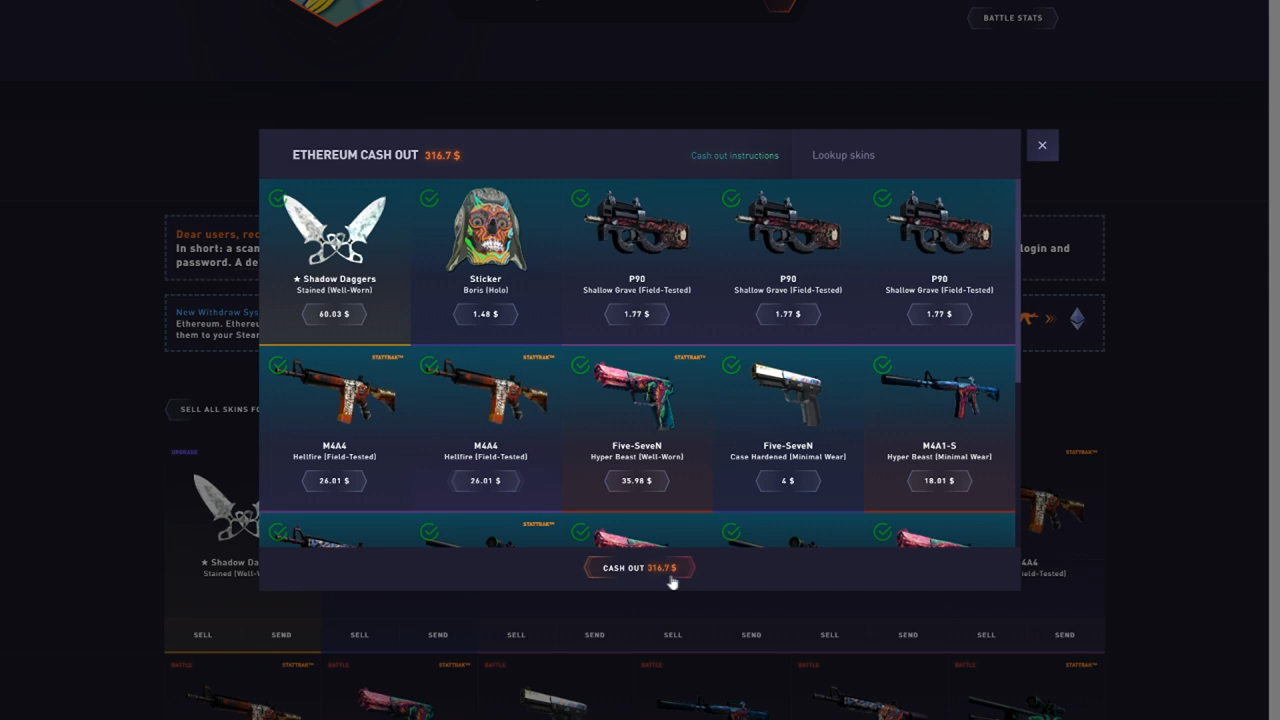 BATTLE STATS
ETHEREUM CASH OUT 316.7 $
Cash out instructions
Lookup skins
Dear users, rec
In short: a scan
password. A de
login and
New Withdraw Sys
Ethereum. Ethereu
them to your Stear
SELL ALL SKINS FO
★ Shadow Daggers
Stained (Well-Worn)
60.03 $
Sticker
Boris (Holo)
1.48 $
P90
Shallow Grave (Field-Tested)
1.77 $
P90
Shallow Grave (Field-Tested)
1.77 $
P90
Shallow Grave (Field-Tested)
1.77 $
STATTRAK™
M4A4
Hellfire (Field-Tested)
26.01 $
STATTRAK™
M4A4
Hellfire (Field-Tested)
26.01 $
STATTRAK™
Five-SeveN
Hyper Beast (Well-Worn)
35.98 $
Five-SeveN
Case Hardened (Minimal Wear)
4 $
M4A1-S
Hyper Beast (Minimal Wear)
18.01 $
STATTRAK™
CASH OUT 316.7 $
UPGRADE
STATTRAK™
★ Shadow Da
Stained (Well-W
4A4
ield-Tested)
SELL SEND SELL SEND SELL SEND SELL SEND SELL SEND SELL SEND
BATTLE STATTRAK™ BATTLE STATTRAK™ BATTLE BATTLE BATTLE STATTRAK™ BATTLE STATTRAK™